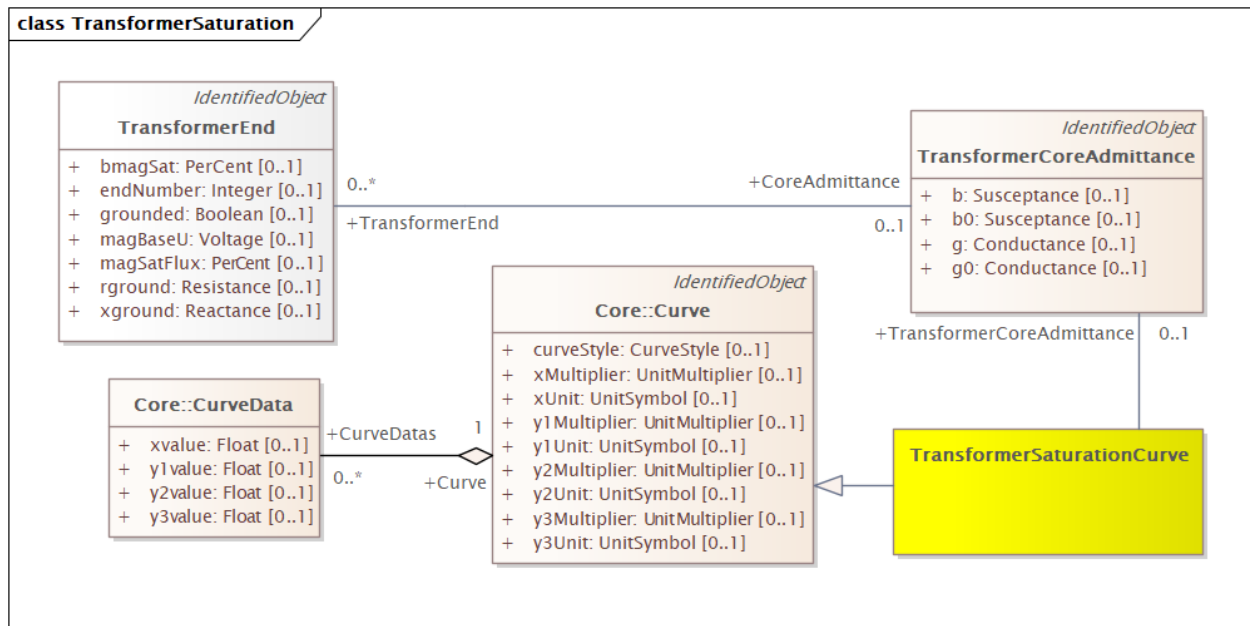 class TransformerSaturation
IdentifiedObject
TransformerEnd
+ bmagSat: PerCent [0..1]
+ endNumber: Integer [0..1]
+ grounded: Boolean [0..1]
+ magBaseU: Voltage [0..1]
+ magSatFlux: PerCent [0..1]
+ rground: Resistance [0..1]
+ xground: Reactance [0..1]
0..*
+TransformerEnd
+CoreAdmittance
0..1
IdentifiedObject
TransformerCoreAdmittance
+ b: Susceptance [0..1]
+ b0: Susceptance [0..1]
+ g: Conductance [0..1]
+ g0: Conductance [0..1]
+TransformerCoreAdmittance
0..1
IdentifiedObject
Core::Curve
+ curveStyle: CurveStyle [0..1]
+ xMultiplier: UnitMultiplier [0..1]
+ xUnit: UnitSymbol [0..1]
+ y1Multiplier: UnitMultiplier [0..1]
+ y1Unit: UnitSymbol [0..1]
+ y2Multiplier: UnitMultiplier [0..1]
+ y2Unit: UnitSymbol [0..1]
+ y3Multiplier: UnitMultiplier [0..1]
+ y3Unit: UnitSymbol [0..1]
Core::CurveData
+ xvalue: Float [0..1]
+ y1value: Float [0..1]
+ y2value: Float [0..1]
+ y3value: Float [0..1]
+CurveDatas
0..*
1
+Curve
TransformerSaturationCurve